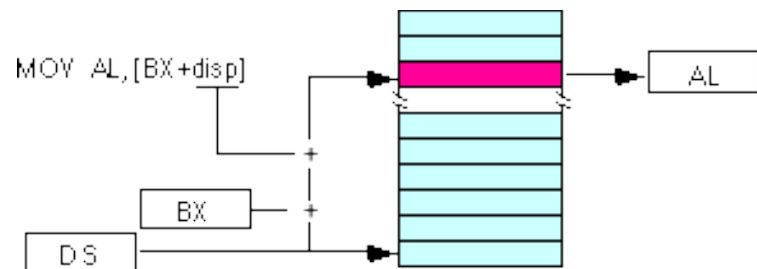 MOV AL, [BX+disp]
AL
+
BX
+
DS